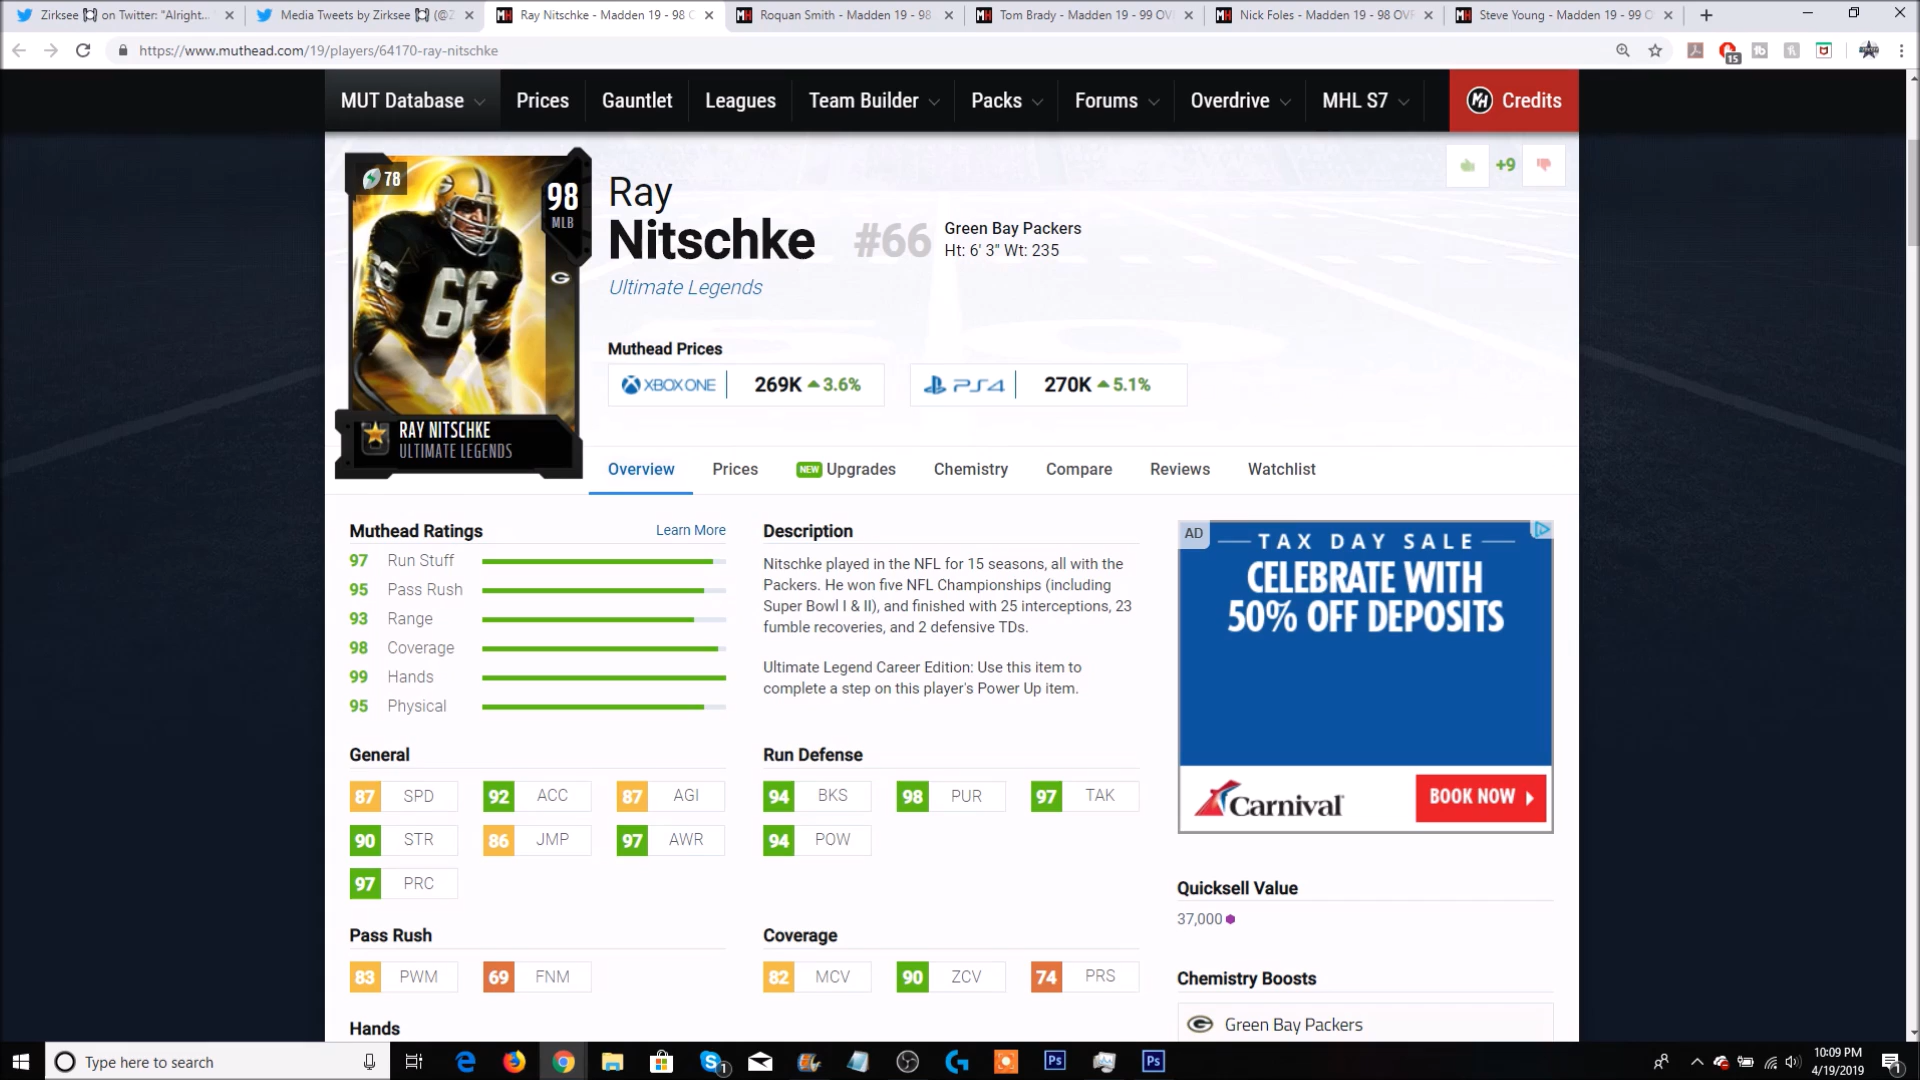 Zirksee on Twitter: "Alright...
Media Tweets by Zirksee (@Z
Ray Nitschke - Madden 19 - 98 O
Roquan Smith - Madden 19 - 98
Tom Brady - Madden 19 - 99 OV
Nick Foles - Madden 19 - 98 OV
Steve Young - Madden 19 - 99 O
https://www.muthead.com/19/players/64170-ray-nitschke
15
MUT Database
Prices
Gauntlet
Leagues
Team Builder
Packs
Forums
Overdrive
MHL S7
MH Credits
78
98
MLB
66
RAY NITSCHKE
ULTIMATE LEGENDS
Ray
Nitschke
#66
Green Bay Packers
Ht: 6' 3" Wt: 235
Ultimate Legends
+9
Muthead Prices
XBOX ONE 269K 3.6%
PS4 270K 5.1%
Overview
Prices
NEW Upgrades
Chemistry
Compare
Reviews
Watchlist
Muthead Ratings
Learn More
97 Run Stuff
95 Pass Rush
93 Range
98 Coverage
99 Hands
95 Physical
Description
Nitschke played in the NFL for 15 seasons, all with the
Packers. He won five NFL Championships (including
Super Bowl I & II), and finished with 25 interceptions, 23
fumble recoveries, and 2 defensive TDs.
Ultimate Legend Career Edition: Use this item to
complete a step on this player's Power Up item.
AD
TAX DAY SALE
CELEBRATE WITH
50% OFF DEPOSITS
Carnival
BOOK NOW
General
87 SPD 92 ACC 87 AGI
90 STR 86 JMP 97 AWR
97 PRC
Run Defense
94 BKS 98 PUR 97 TAK
94 POW
Quicksell Value
37,000
Pass Rush
83 PWM 69 FNM
Coverage
82 MCV 90 ZCV 74 PRS
Chemistry Boosts
Green Bay Packers
Hands
Type here to search
1
Ps
Ps
10:09 PM
4/19/2019
1